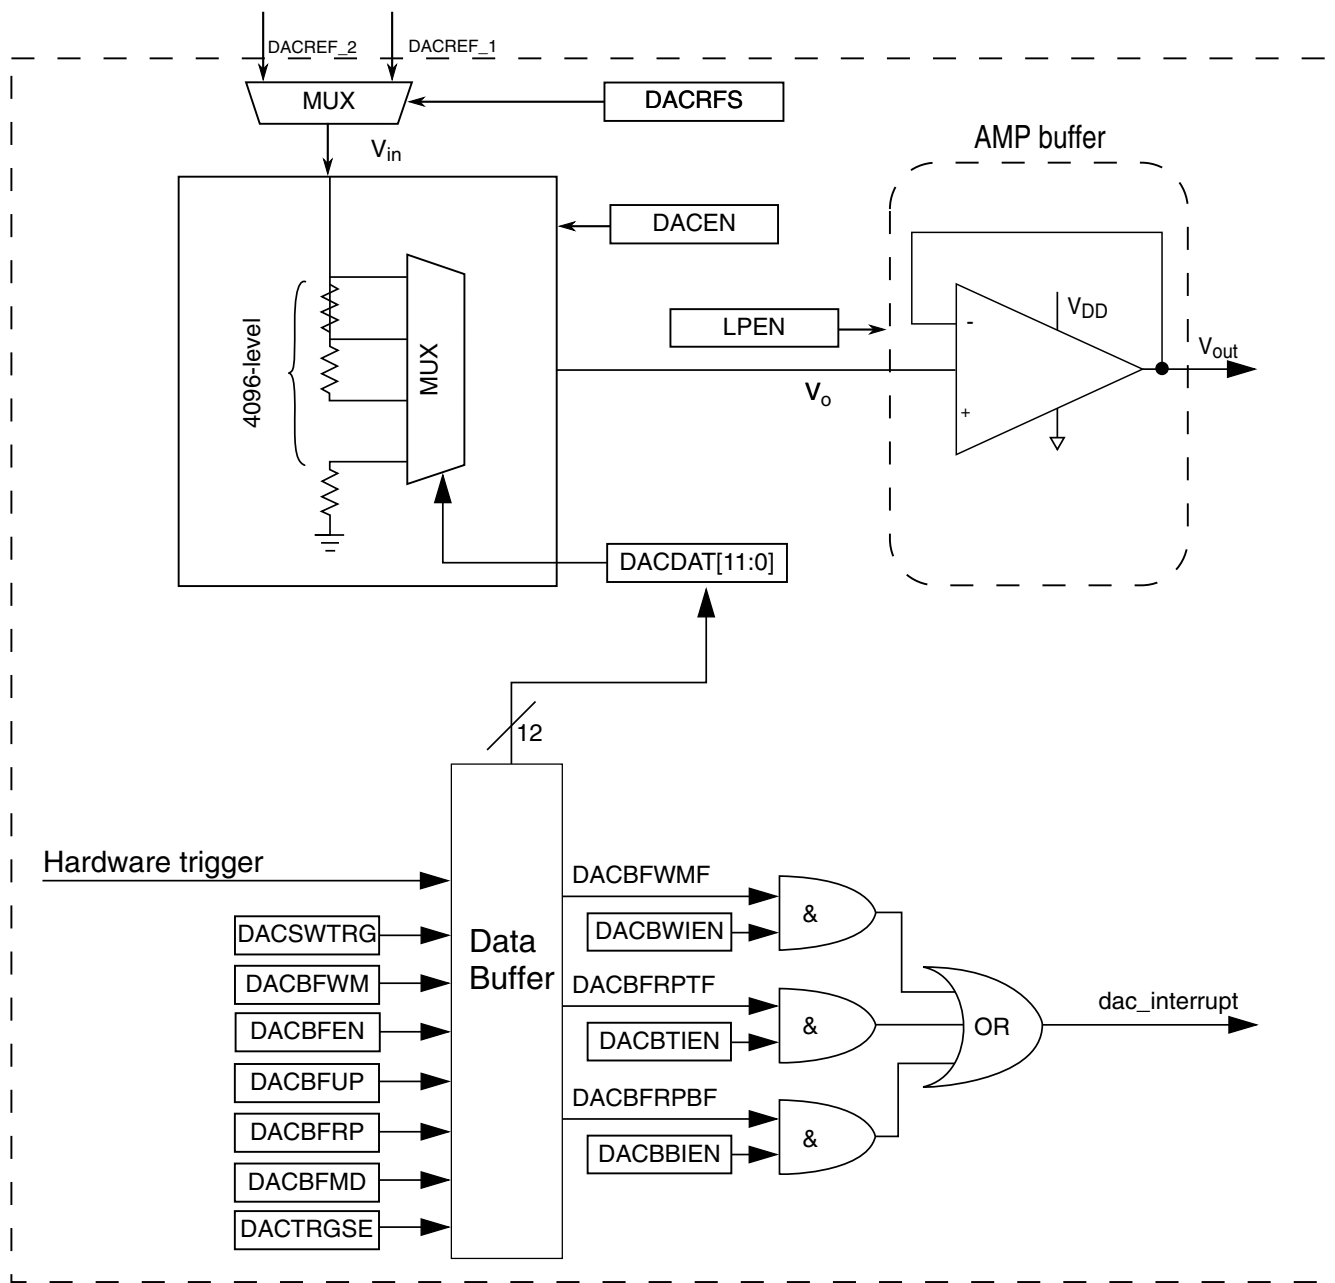 DACREF_2
DACREF_1
MUX
DACRFS
Vin
AMP buffer
DACEN
LPEN
VDD
-
+
4096-level
MUX
Vo
Vout
DACDAT[11:0]
12
Hardware trigger
DACSWTRG
DACBFWM
DACBFEN
DACBFUP
DACBFRP
DACBFMD
DACTRGSE
Data
Buffer
DACBFWMF
DACBWIEN
&
DACBFRPTF
DACBTIEN
&
DACBFRPBF
DACBBIEN
&
OR
dac_interrupt